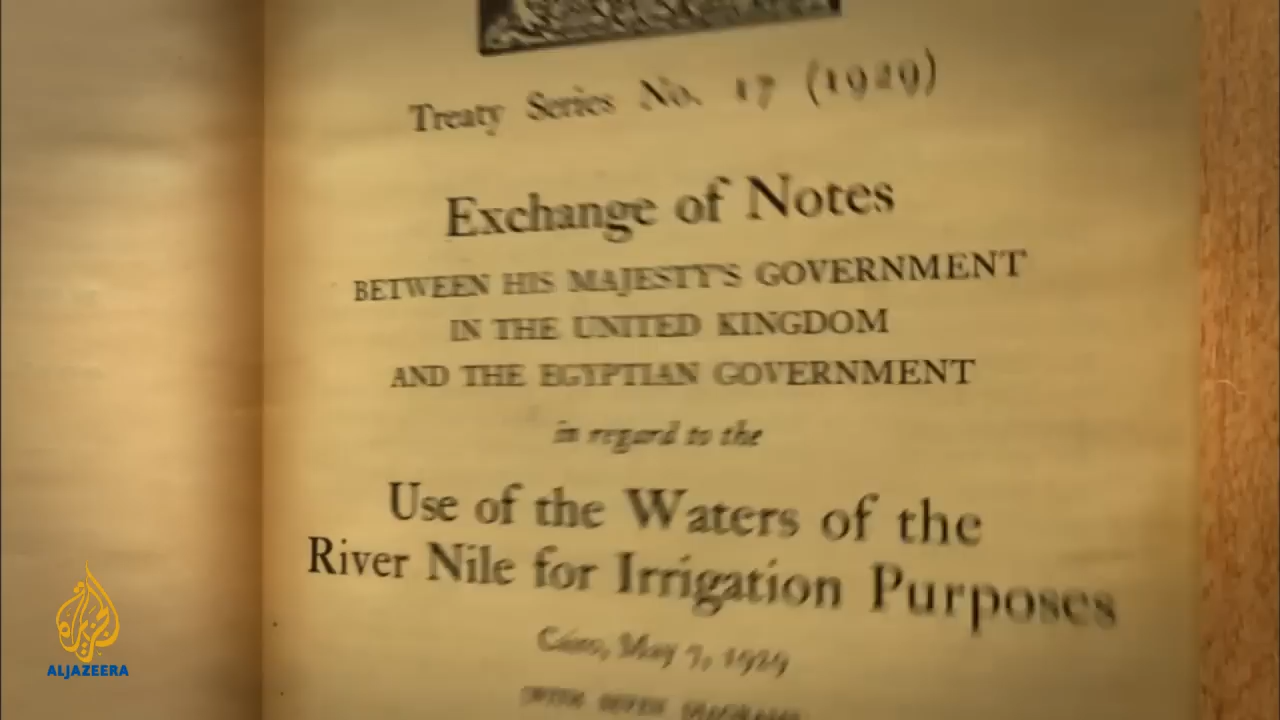 Treaty Series No. 17 (1929)
Exchange of Notes
BETWEEN HIS MAJESTY'S GOVERNMENT
IN THE UNITED KINGDOM
AND THE EGYPTIAN GOVERNMENT
in regard to the
Use of the Waters of the
River Nile for Irrigation Purposes
Cairo, May 7, 1929
ALJAZEERA